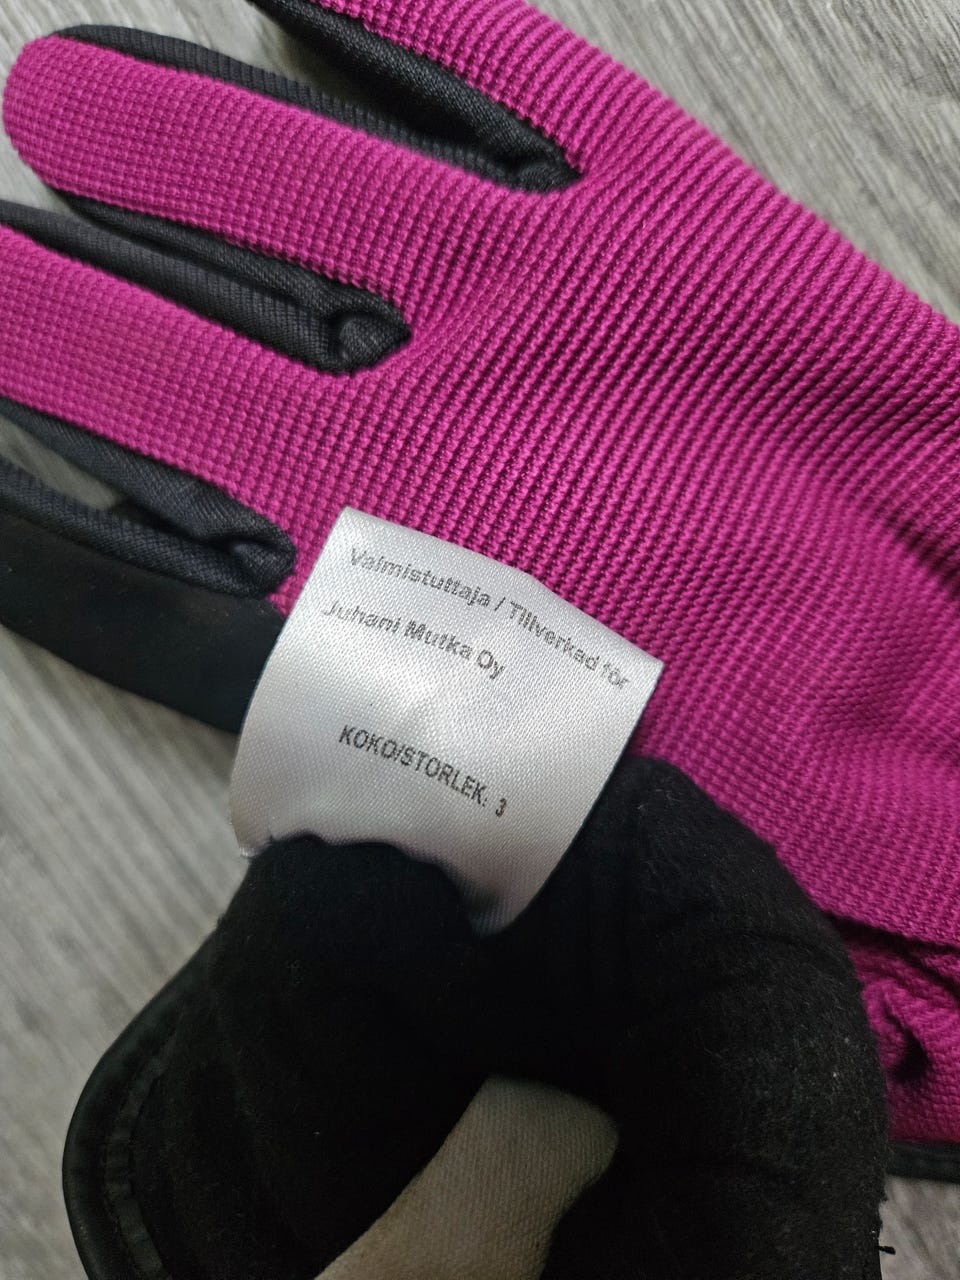 Valmistuttaja / Tillverkad för
Juhani Mutka Oy
KOKO/STORLEK: 3